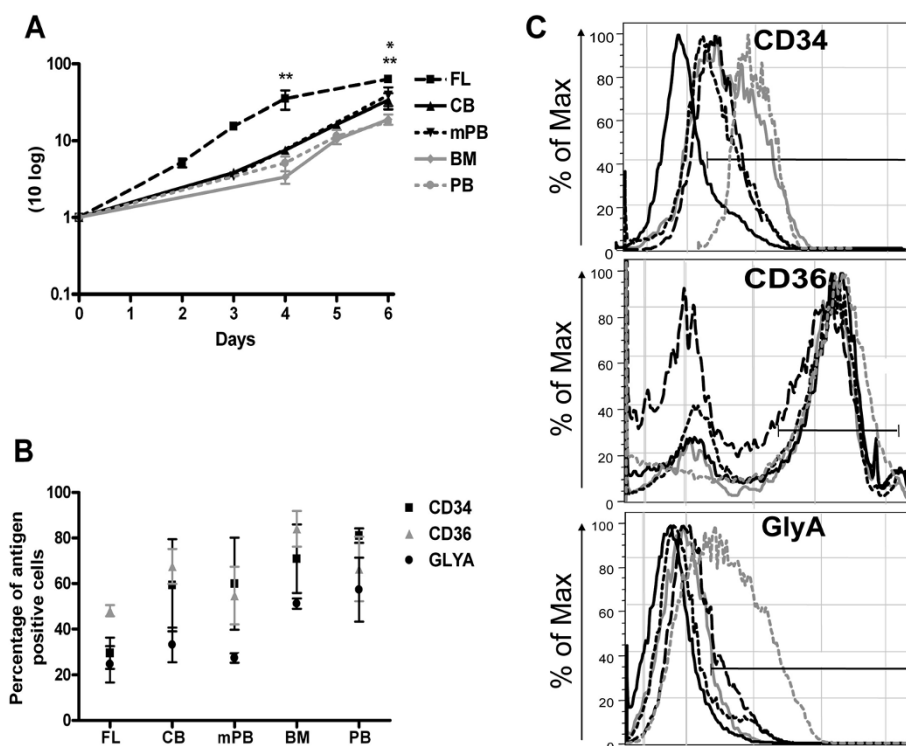 A
(10 log)
100
10
1
0.1
0 1 2 3 4 5 6
Days
**
*
**
FL
CB
mPB
BM
PB
B
Percentage of antigen
positive cells
100
80
60
40
20
0
FL CB mPB BM PB
CD34
CD36
GLYA
C
CD34
% of Max
100
80
60
40
20
0
CD36
% of Max
100
80
60
40
20
0
GlyA
% of Max
100
80
60
40
20
0